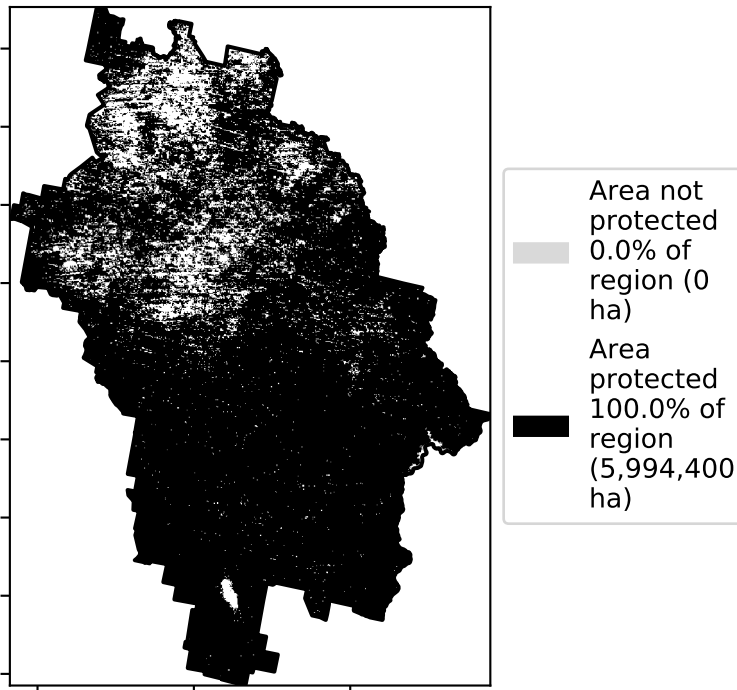 Area not
protected
0.0% of
region (0
ha)
Area
protected
100.0% of
region
(5,994,400
ha)